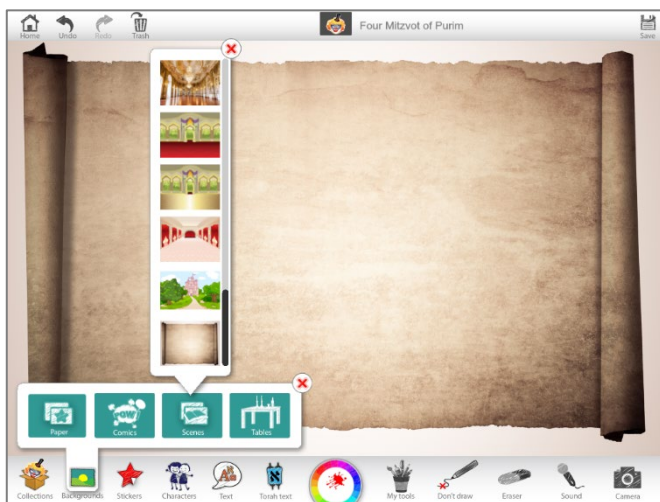 Home Undo Redo Trash Four Mitzvot of Purim Save
Paper Comics Scenes Tables
POW
Collections Backgrounds Stickers Characters Text Torah text My tools Don't draw Eraser Sound Camera